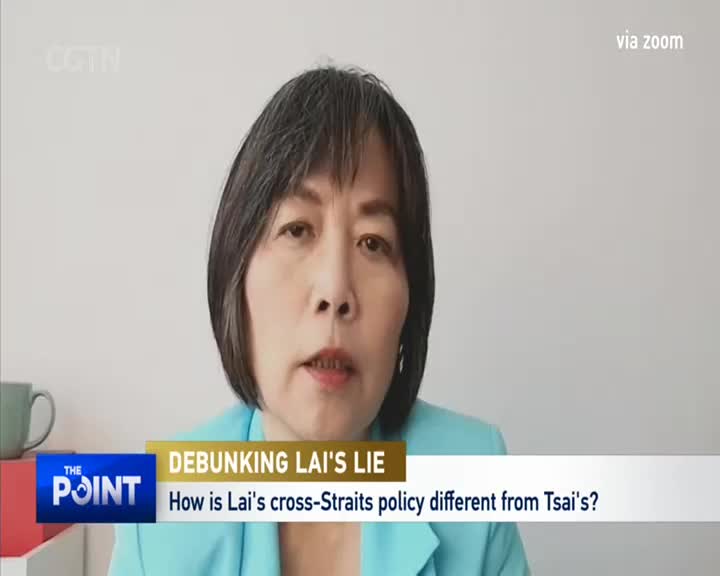 CGTN
via zoom
DEBUNKING LAI'S LIE
THE POINT
How is Lai's cross-Straits policy different from Tsai's?